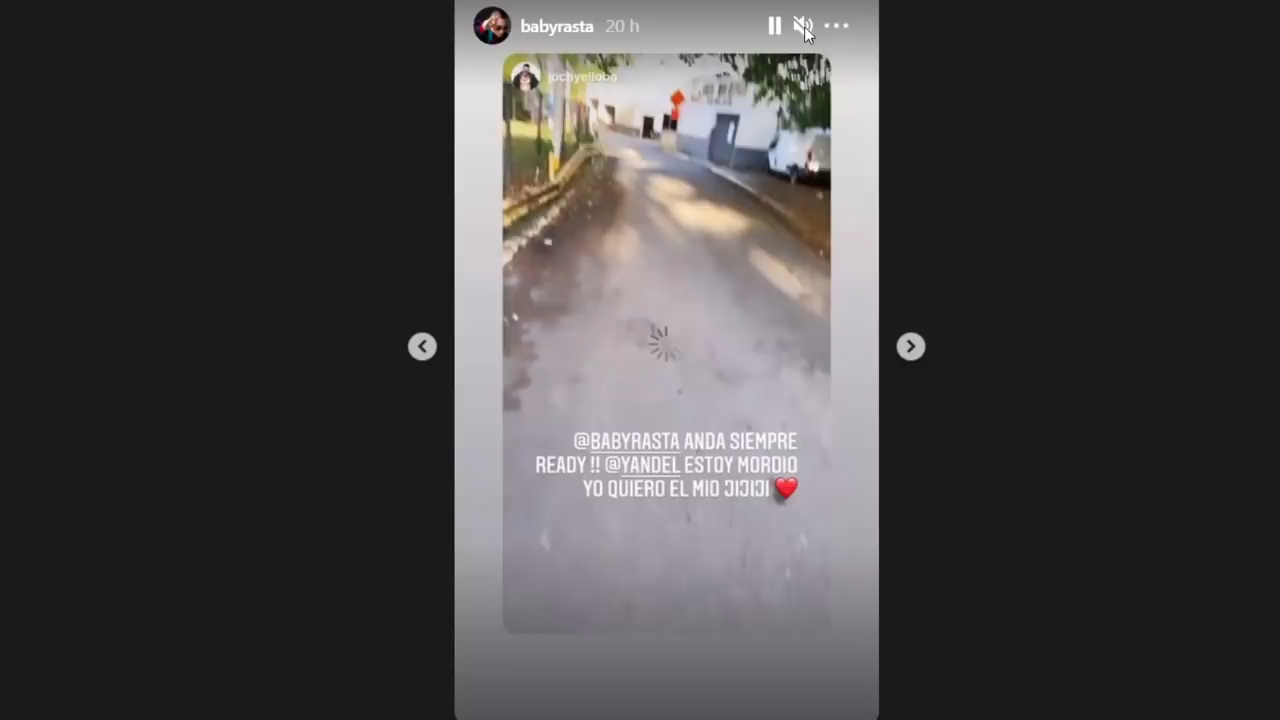 babyrasta 20 h
jochyellobo
@BABYRASTA ANDA SIEMPRE
READY !! @YANDEL ESTOY MORDIO
YO QUIERO EL MIO JIJIJI ❤️